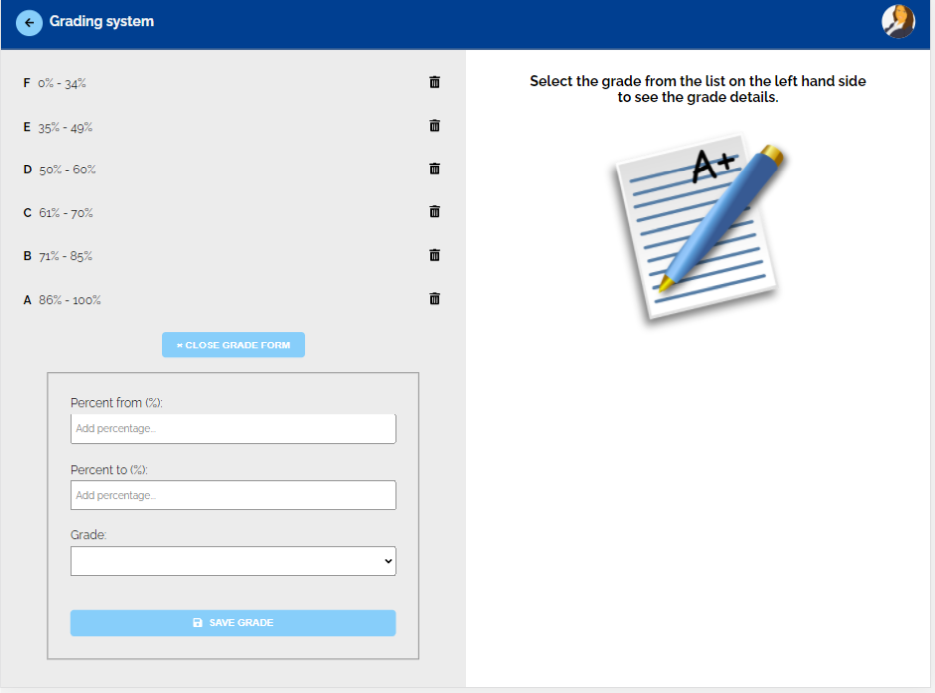 Grading system
F 0% - 34%
E 35% - 49%
D 50% - 60%
C 61% - 70%
B 71% - 85%
A 86% - 100%
× CLOSE GRADE FORM
Percent from (%):
Add percentage...
Percent to (%):
Add percentage...
Grade:
SAVE GRADE
Select the grade from the list on the left hand side
to see the grade details.
A+